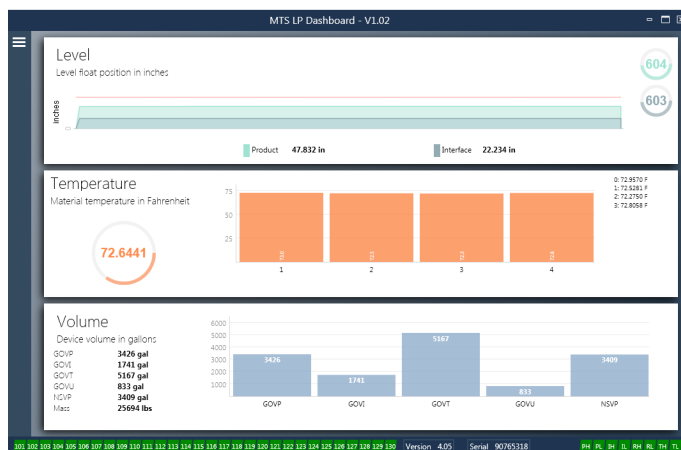 MTS LP Dashboard - V1.02
Level
Level float position in inches
604
603
inches
0
Product 47.832 in Interface 22.234 in
Temperature
Material temperature in Fahrenheit
72.6441
75
50
25
1 2 3 4
0: 72.9570 F
1: 72.5281 F
2: 72.2750 F
3: 72.8058 F
Volume
Device volume in gallons
GOVP 3426 gal
GOVI 1741 gal
GOVT 5167 gal
GOVU 833 gal
NSVP 3409 gal
Mass 25694 lbs
6000
5000
4000
3000
2000
1000
3426
1741
5167
833
3409
GOVP GOVI GOVT GOVU NSVP
101 102 103 104 105 106 107 108 109 110 111 112 113 114 115 116 117 118 119 120 121 122 123 124 125 126 127 128 129 130 Version 4.05 Serial 90765318 PH PL IH IL RH RL TH TL